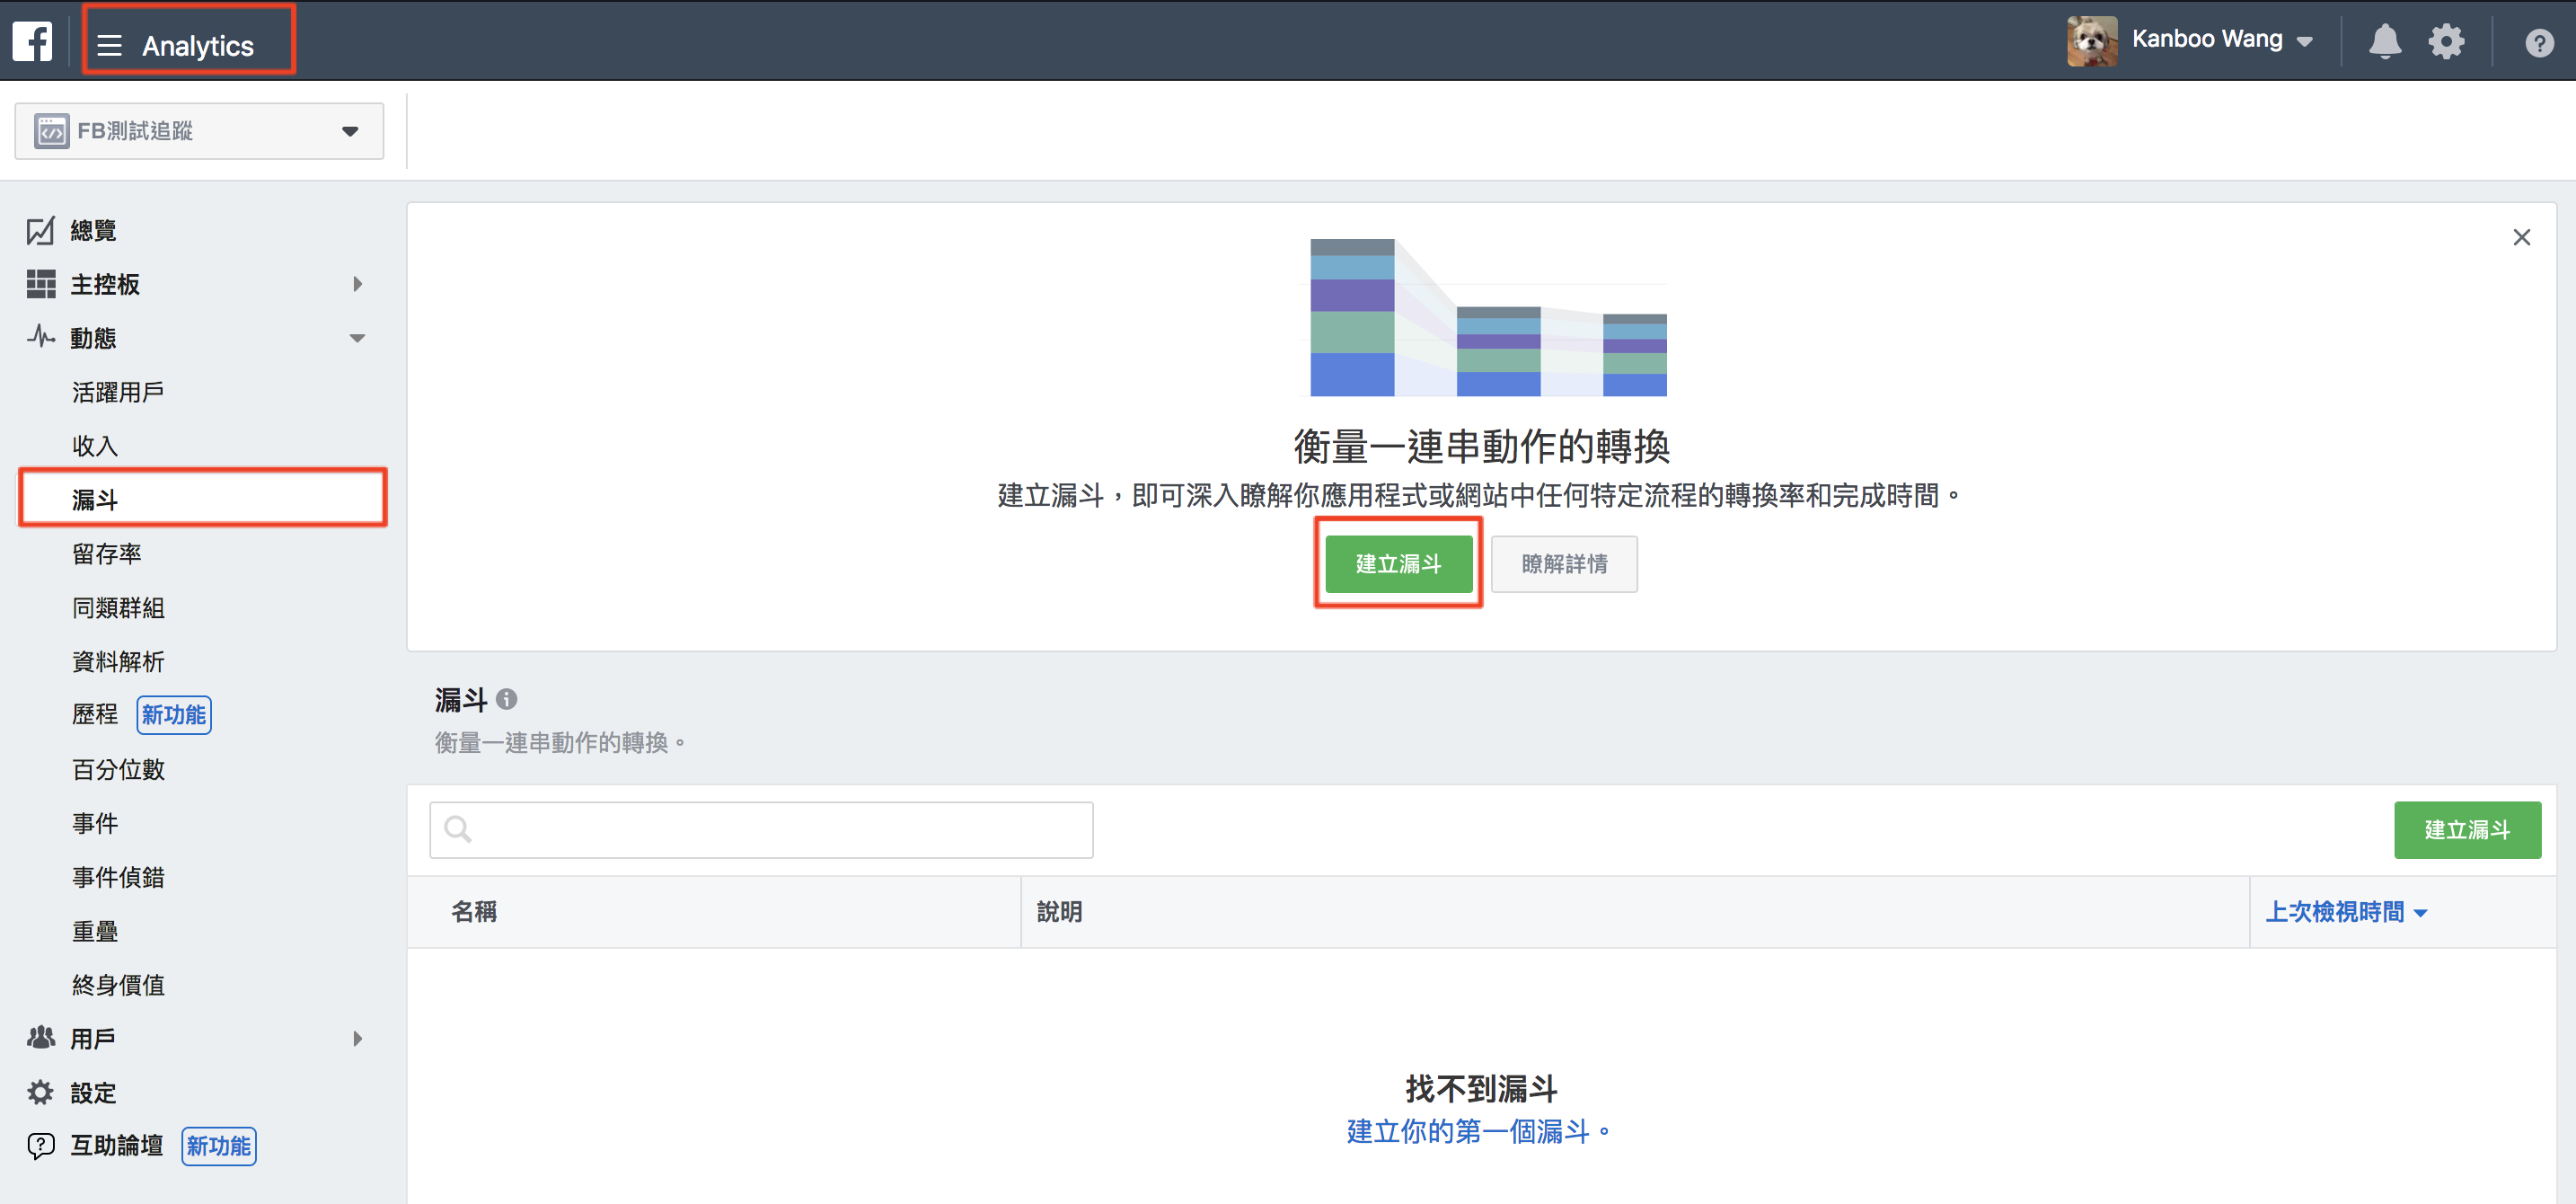 Analytics
Kanboo Wang
FB測試追蹤
總覽
主控板
動態
活躍用戶
收入
漏斗
留存率
同類群組
資料解析
歷程 新功能
百分位數
事件
事件偵錯
重疊
終身價值
用戶
設定
互助論壇 新功能
衡量一連串動作的轉換
建立漏斗，即可深入瞭解你應用程式或網站中任何特定流程的轉換率和完成時間。
建立漏斗 瞭解詳情
漏斗
衡量一連串動作的轉換。
建立漏斗
名稱 說明 上次檢視時間
找不到漏斗
建立你的第一個漏斗。